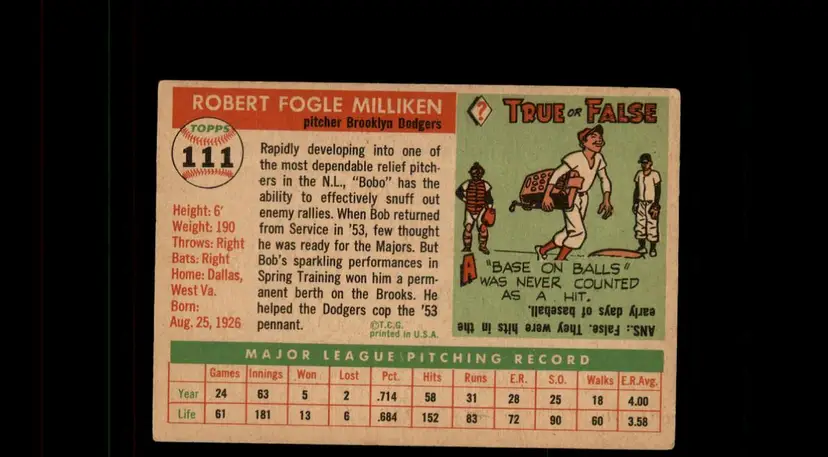 ROBERT FOGLE MILLIKEN
pitcher Brooklyn Dodgers
TOPPS
111
Height: 6'
Weight: 190
Throws: Right
Bats: Right
Home: Dallas,
West Va.
Born:
Aug. 25, 1926
Rapidly developing into one of
the most dependable relief pitch-
ers in the N.L., "Bobo" has the
ability to effectively snuff out
enemy rallies. When Bob returned
from Service in '53, few thought
he was ready for the Majors. But
Bob's sparkling performances in
Spring Training won him a perm-
anent berth on the Brooks. He
helped the Dodgers cop the '53
pennant.
©T.C.G.
printed in U.S.A.
?
TRUE OR FALSE
A "BASE ON BALLS"
WAS NEVER COUNTED
AS A HIT.
ANS.: False. They were hits in the
early days of baseball.
MAJOR LEAGUE PITCHING RECORD
Games Innings Won Lost Pct. Hits Runs E.R. S.O. Walks E.R.Avg.
Year 24 63 5 2 .714 58 31 28 25 18 4.00
Life 61 181 13 6 .684 152 83 72 90 60 3.58